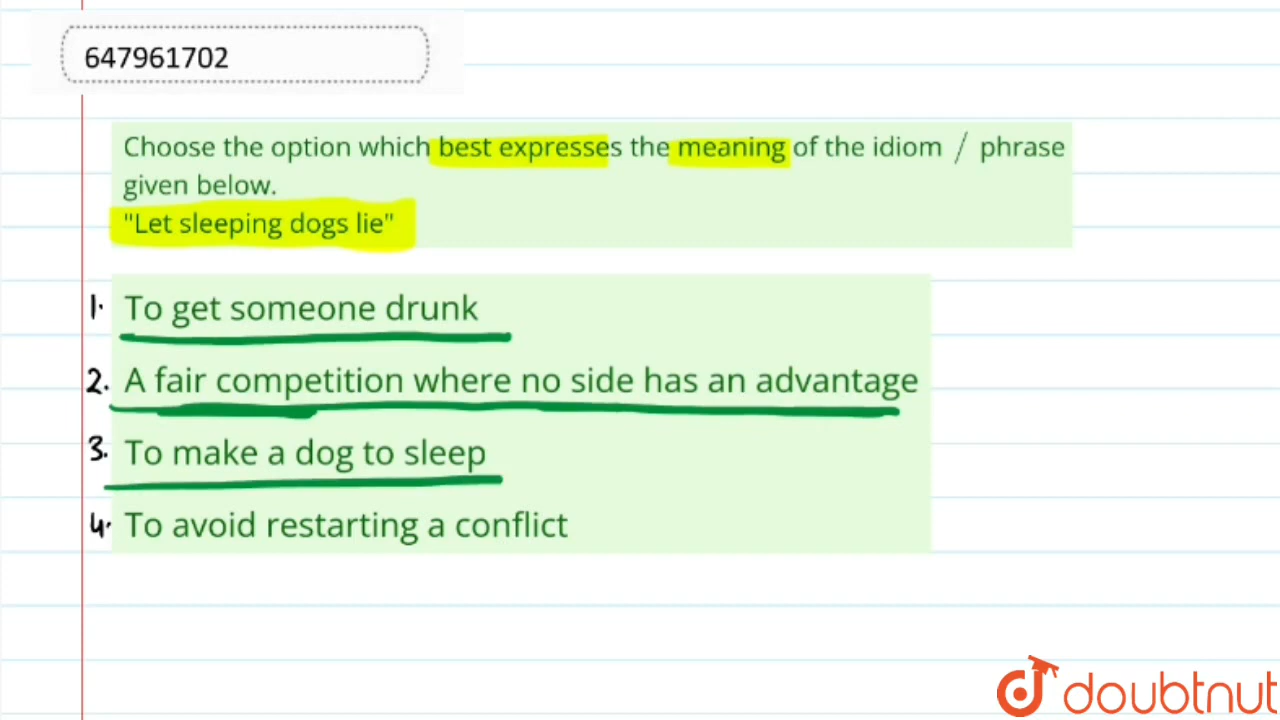 647961702
Choose the option which best expresses the meaning of the idiom / phrase
given below.
"Let sleeping dogs lie"
1. To get someone drunk
2. A fair competition where no side has an advantage
3. To make a dog to sleep
4. To avoid restarting a conflict
doubtnut